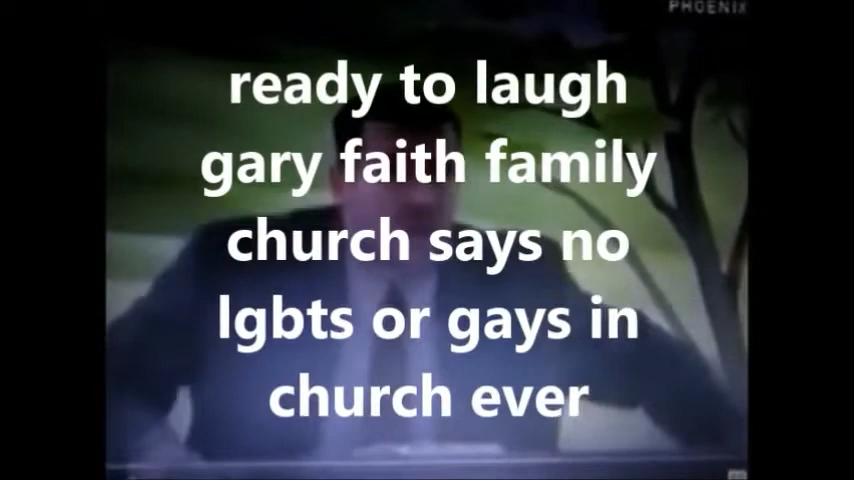 PHOENIX
ready to laugh
gary faith family
church says no
lgbts or gays in
church ever